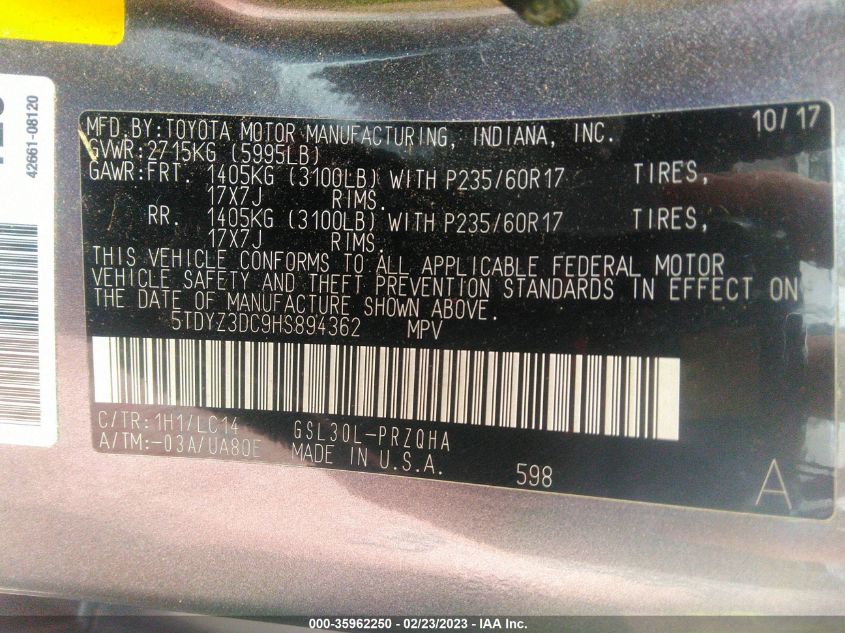 42661-08120
MFD.BY:TOYOTA MOTOR MANUFACTURING, INDIANA, INC. 10/17
GVWR:2715KG (5995LB)
GAWR:FRT. 1405KG (3100LB) WITH P235/60R17 TIRES,
17X7J RIMS.
RR. 1405KG (3100LB) WITH P235/60R17 TIRES,
17X7J RIMS.
THIS VEHICLE CONFORMS TO ALL APPLICABLE FEDERAL MOTOR
VEHICLE SAFETY AND THEFT PREVENTION STANDARDS IN EFFECT ON
THE DATE OF MANUFACTURE SHOWN ABOVE.
5TDYZ3DC9HS894362 MPV
C/TR:1H1/LC14 GSL30L-PRZQHA
A/TM:-03A/UA80E MADE IN U.S.A. 598 A
000-35962250 - 02/23/2023 - IAA Inc.